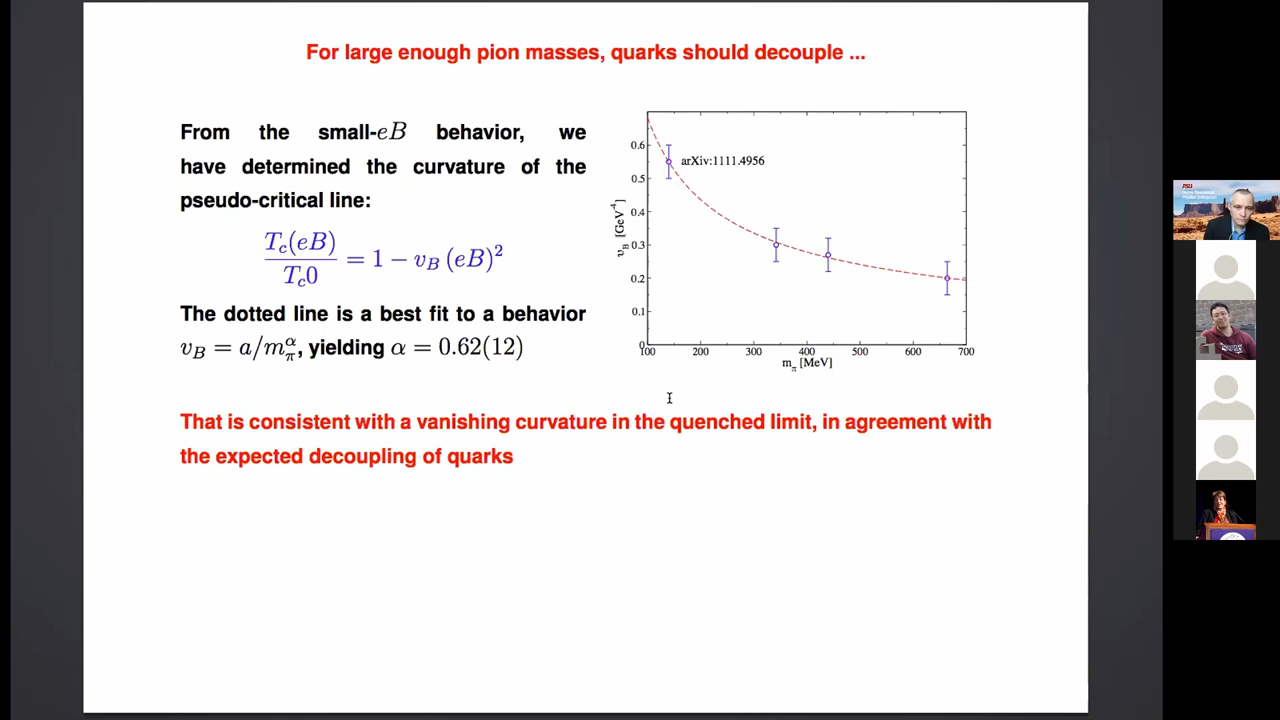 For large enough pion masses, quarks should decouple ...
From the small-eB behavior, we
have determined the curvature of the
pseudo-critical line:
T_c(eB) / T_c0 = 1 − v_B (eB)^2
The dotted line is a best fit to a behavior
v_B = a/m_π^α, yielding α = 0.62(12)
arXiv:1111.4956
υ_B [GeV^-4]
0.6
0.5
0.4
0.3
0.2
0.1
0
100 200 300 400 500 600 700
m_π [MeV]
That is consistent with a vanishing curvature in the quenched limit, in agreement with
the expected decoupling of quarks
ASU